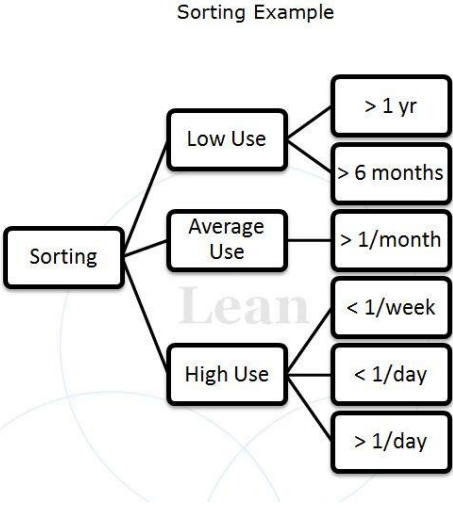 Sorting Example
> 1 yr
Low Use
> 6 months
Average
Use
> 1/month
Sorting
Lean
< 1/week
High Use
< 1/day
> 1/day